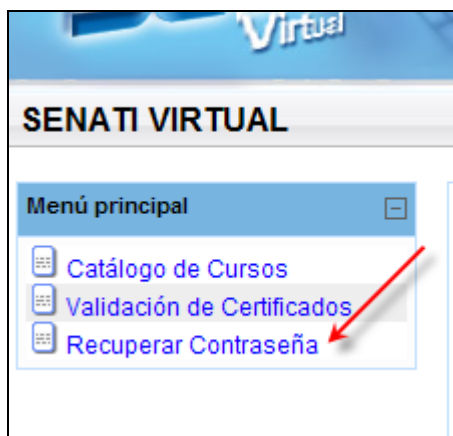 Virtual
SENATI VIRTUAL
Menú principal
Catálogo de Cursos
Validación de Certificados
Recuperar Contraseña